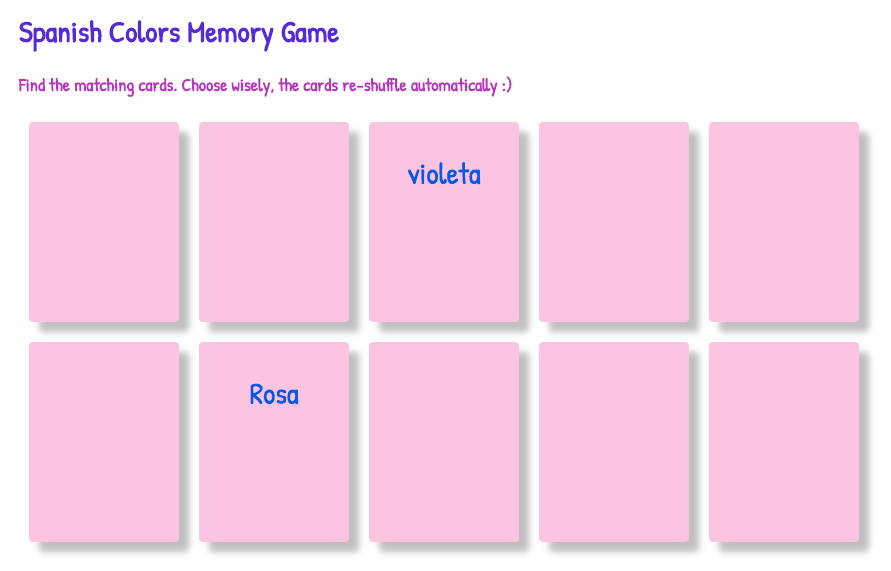 Spanish Colors Memory Game
Find the matching cards. Choose wisely, the cards re-shuffle automatically :)
violeta
Rosa